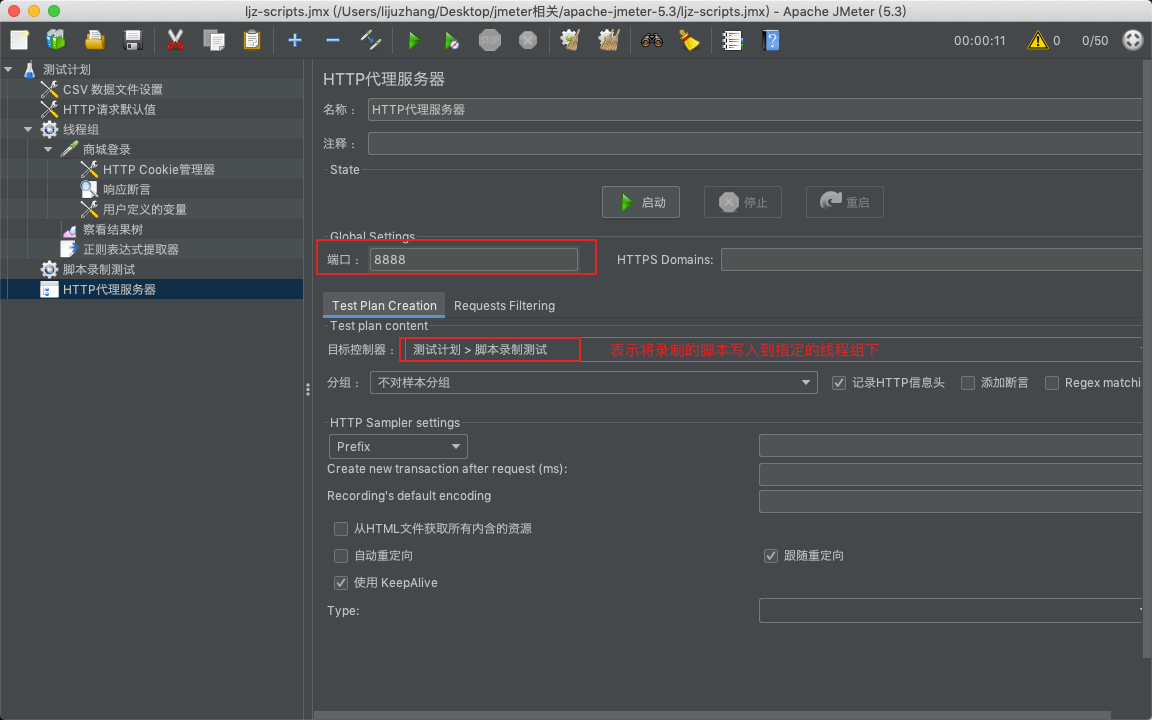 ljz-scripts.jmx (/Users/lijuzhang/Desktop/jmeter相关/apache-jmeter-5.3/ljz-scripts.jmx) - Apache JMeter (5.3)
STOP
00:00:11 0 0/50
测试计划
CSV 数据文件设置
HTTP请求默认值
线程组
商城登录
HTTP Cookie管理器
响应断言
用户定义的变量
察看结果树
正则表达式提取器
脚本录制测试
HTTP代理服务器
HTTP代理服务器
名称： HTTP代理服务器
注释：
State
启动 停止 重启
Global Settings
端口： 8888 HTTPS Domains:
Test Plan Creation Requests Filtering
Test plan content
目标控制器： 测试计划 > 脚本录制测试 表示将录制的脚本写入到指定的线程组下
分组： 不对样本分组 记录HTTP信息头 添加断言 Regex matchi
HTTP Sampler settings
Prefix
Create new transaction after request (ms):
Recording's default encoding
从HTML文件获取所有内含的资源
自动重定向 跟随重定向
使用 KeepAlive
Type: